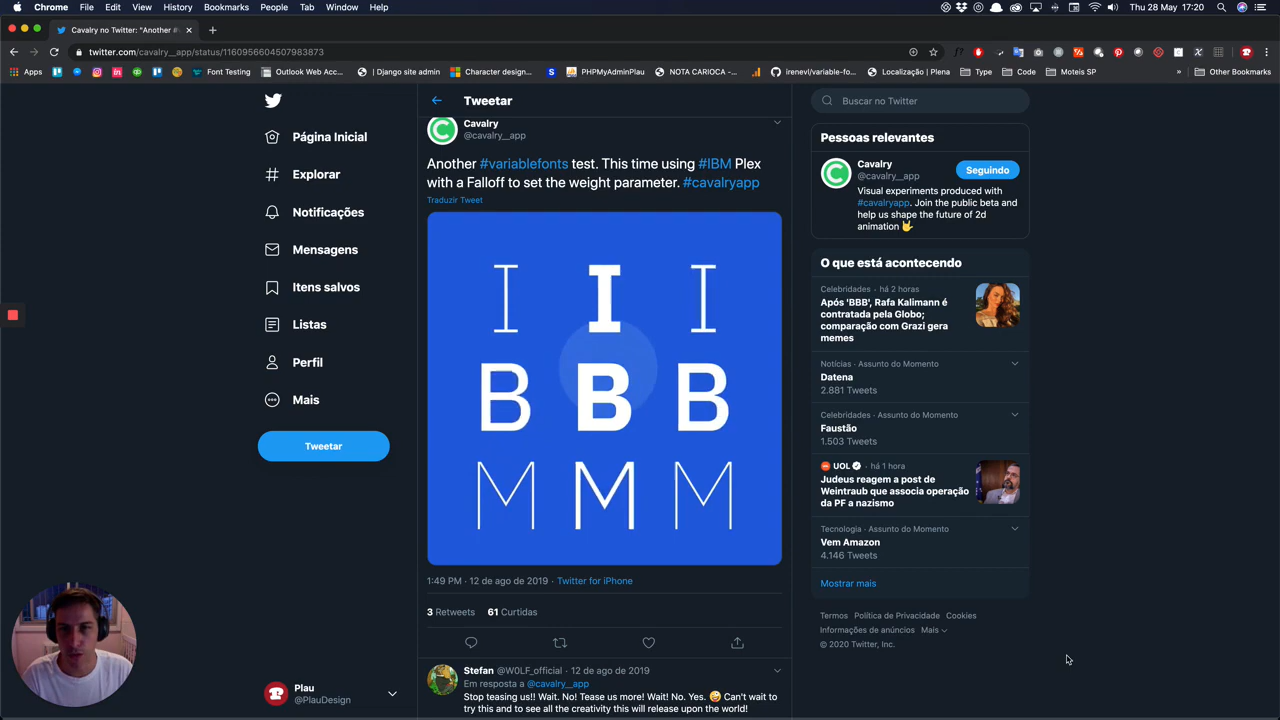 Chrome File Edit View History Bookmarks People Tab Window Help
Thu 28 May 17:20
Cavalry no Twitter: "Another #
twitter.com/cavalry__app/status/1160956604507983873
Apps
Font Testing
Outlook Web Acc...
Django site admin
Character design...
PHPMyAdminPlau
NOTA CARIOCA -...
irenevl/variable-fo...
Localização | Plena
Type
Code
Moteis SP
» Other Bookmarks
Página Inicial
Explorar
Notificações
Mensagens
Itens salvos
Listas
Perfil
Mais
Tweetar
Plau
@PlauDesign
Tweetar
Cavalry
@cavalry__app
Another #variablefonts test. This time using #IBM Plex
with a Falloff to set the weight parameter. #cavalryapp
Traduzir Tweet
I I I
B B B
M M M
1:49 PM · 12 de ago de 2019 · Twitter for iPhone
3 Retweets 61 Curtidas
Stefan @W0LF_official · 12 de ago de 2019
Em resposta a @cavalry__app
Stop teasing us!! Wait. No! Tease us more! Wait! No. Yes. 🤪 Can't wait to
try this and to see all the creativity this will release upon the world!
Buscar no Twitter
Pessoas relevantes
Cavalry
@cavalry__app
Seguindo
Visual experiments produced with
#cavalryapp. Join the public beta and
help us shape the future of 2d
animation 🤘
O que está acontecendo
Celebridades · há 2 horas
Após 'BBB', Rafa Kalimann é
contratada pela Globo;
comparação com Grazi gera
memes
Notícias · Assunto do Momento
Datena
2.881 Tweets
Celebridades · Assunto do Momento
Faustão
1.503 Tweets
UOL · há 1 hora
Judeus reagem a post de
Weintraub que associa operação
da PF a nazismo
Tecnologia · Assunto do Momento
Vem Amazon
4.146 Tweets
Mostrar mais
Termos Política de Privacidade Cookies
Informações de anúncios Mais
© 2020 Twitter, Inc.